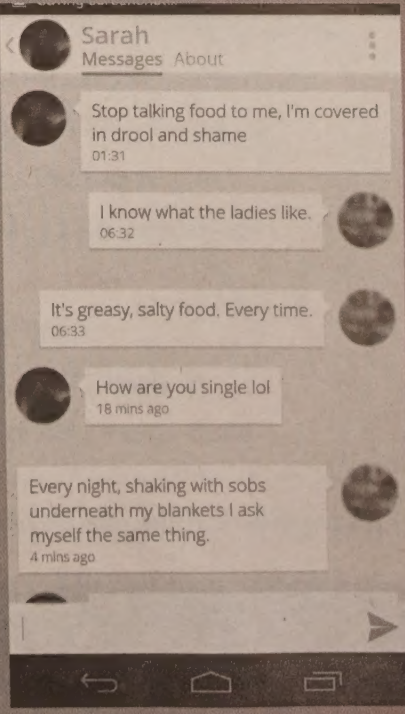 Sarah
Messages About
Stop talking food to me, I'm covered
in drool and shame
01:31
I know what the ladies like.
06:32
It's greasy, salty food. Every time.
06:33
How are you single lol
18 mins ago
Every night, shaking with sobs
underneath my blankets I ask
myself the same thing.
4 mins ago